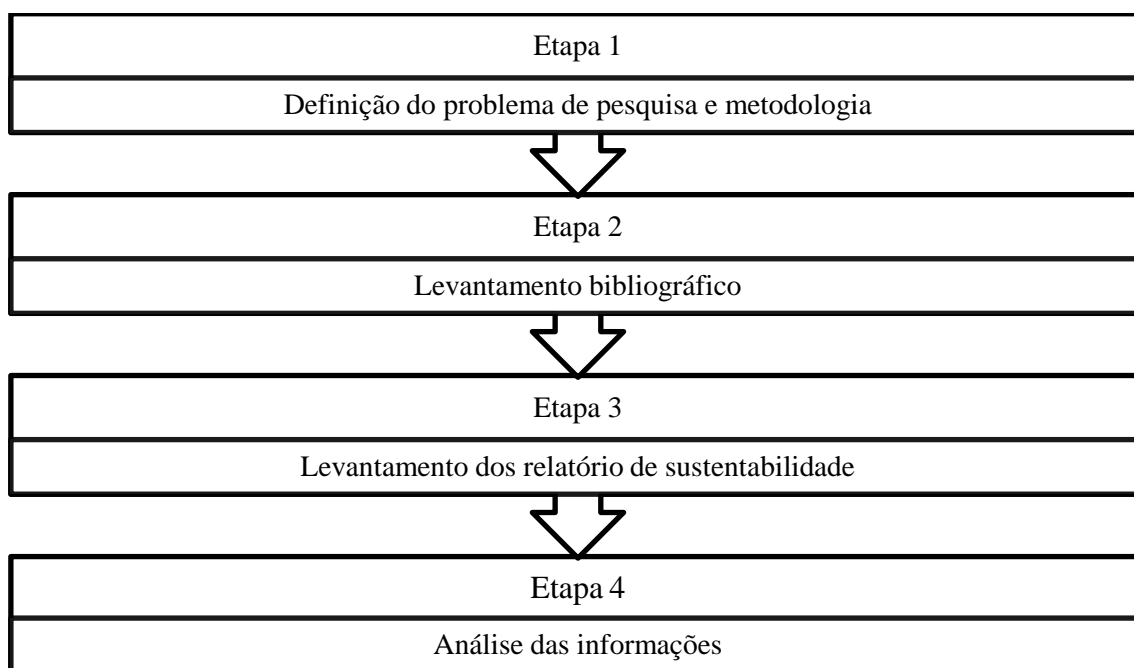 Etapa 1
Definição do problema de pesquisa e metodologia
Etapa 2
Levantamento bibliográfico
Etapa 3
Levantamento dos relatório de sustentabilidade
Etapa 4
Análise das informações